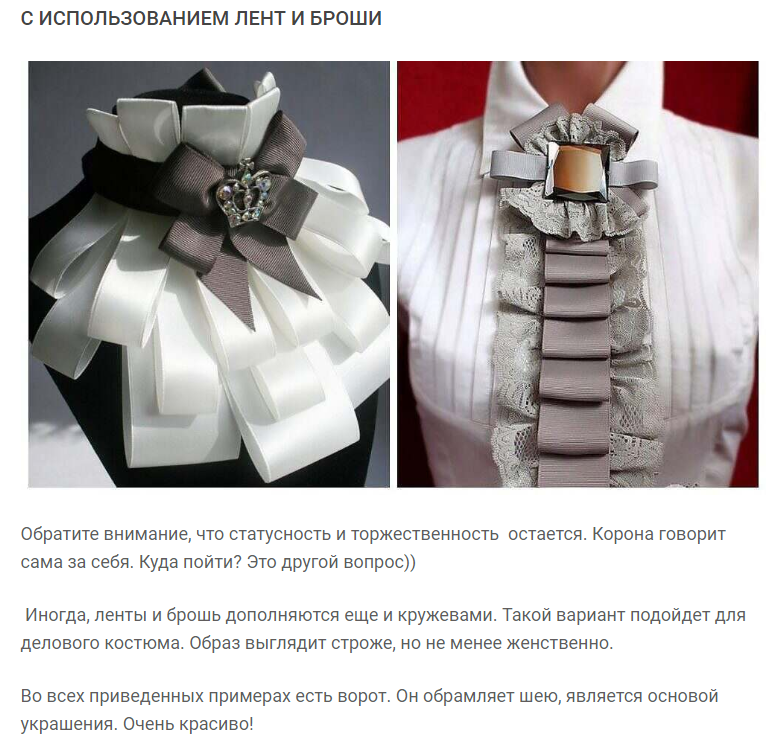 С ИСПОЛЬЗОВАНИЕМ ЛЕНТ И БРОШИ
Обратите внимание, что статусность и торжественность  остается. Корона говорит
сама за себя. Куда пойти? Это другой вопрос))
Иногда, ленты и брошь дополняются еще и кружевами. Такой вариант подойдет для
делового костюма. Образ выглядит строже, но не менее женственно.
Во всех приведенных примерах есть ворот. Он обрамляет шею, является основой
украшения. Очень красиво!